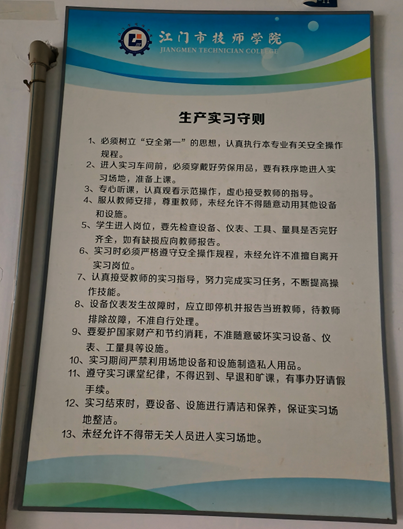 江门市技师学院
JIANGMEN TECHNICIAN COLLEGE
生产实习守则
1、必须树立“安全第一”的思想，认真执行本专业有关安全操作
规程。
2、进入实习车间前，必须穿戴好劳保用品，要有秩序地进入实
习场地，准备上课。
3、专心听课，认真观看示范操作，虚心接受教师的指导。
4、服从教师安排，尊重教师，未经允许不得随意动用其他设备
和设施。
5、学生进入岗位，要先检查设备、仪表、工具、量具是否完好
齐全，如有缺损应向教师报告。
6、实习时必须严格遵守安全操作规程，未经允许不准擅自离开
实习岗位。
7、认真接受教师的实习指导，努力完成实习任务，不断提高操
作技能。
8、设备仪表发生故障时，应立即停机并报告当班教师，待教师
排除故障，不准自行处理。
9、要爱护国家财产和节约消耗，不准随意破坏实习设备、仪
表、工量具等设施。
10、实习期间严禁利用场地设备和设施制造私人用品。
11、遵守实习课堂纪律，不得迟到、早退和旷课，有事办好请假
手续。
12、实习结束时，要设备、设施进行清洁和保养，保证实习场
地整洁。
13、未经允许不得带无关人员进入实习场地。